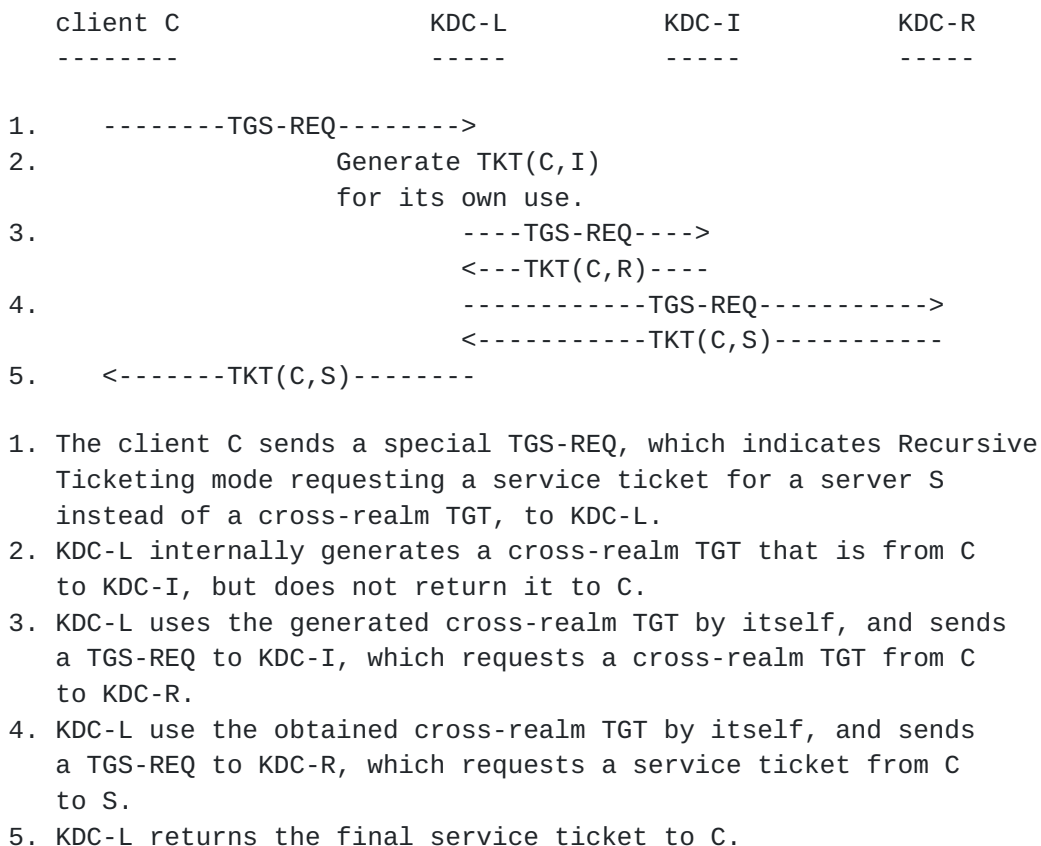 client C                KDC-L          KDC-I          KDC-R
--------                -----          -----          -----
1.    --------TGS-REQ-------->
2.                   Generate TKT(C,I)
for its own use.
3.                           ----TGS-REQ---->
<---TKT(C,R)----
4.                           ------------TGS-REQ----------->
<-----------TKT(C,S)-----------
5.    <-------TKT(C,S)--------
1. The client C sends a special TGS-REQ, which indicates Recursive
Ticketing mode requesting a service ticket for a server S
instead of a cross-realm TGT, to KDC-L.
2. KDC-L internally generates a cross-realm TGT that is from C
to KDC-I, but does not return it to C.
3. KDC-L uses the generated cross-realm TGT by itself, and sends
a TGS-REQ to KDC-I, which requests a cross-realm TGT from C
to KDC-R.
4. KDC-L use the obtained cross-realm TGT by itself, and sends
a TGS-REQ to KDC-R, which requests a service ticket from C
to S.
5. KDC-L returns the final service ticket to C.